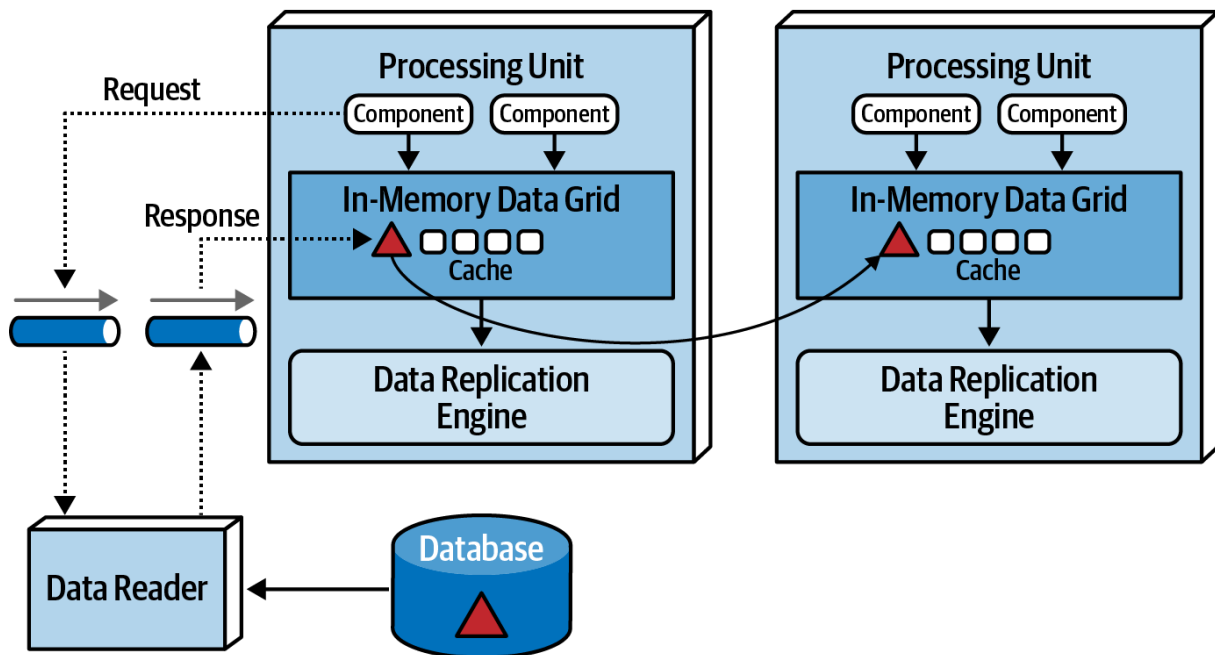 Processing Unit
Processing Unit
Request
Component
Component
Component
Component
In-Memory Data Grid
In-Memory Data Grid
Response
Cache
Cache
Data Replication
Engine
Data Replication
Engine
Database
Data Reader